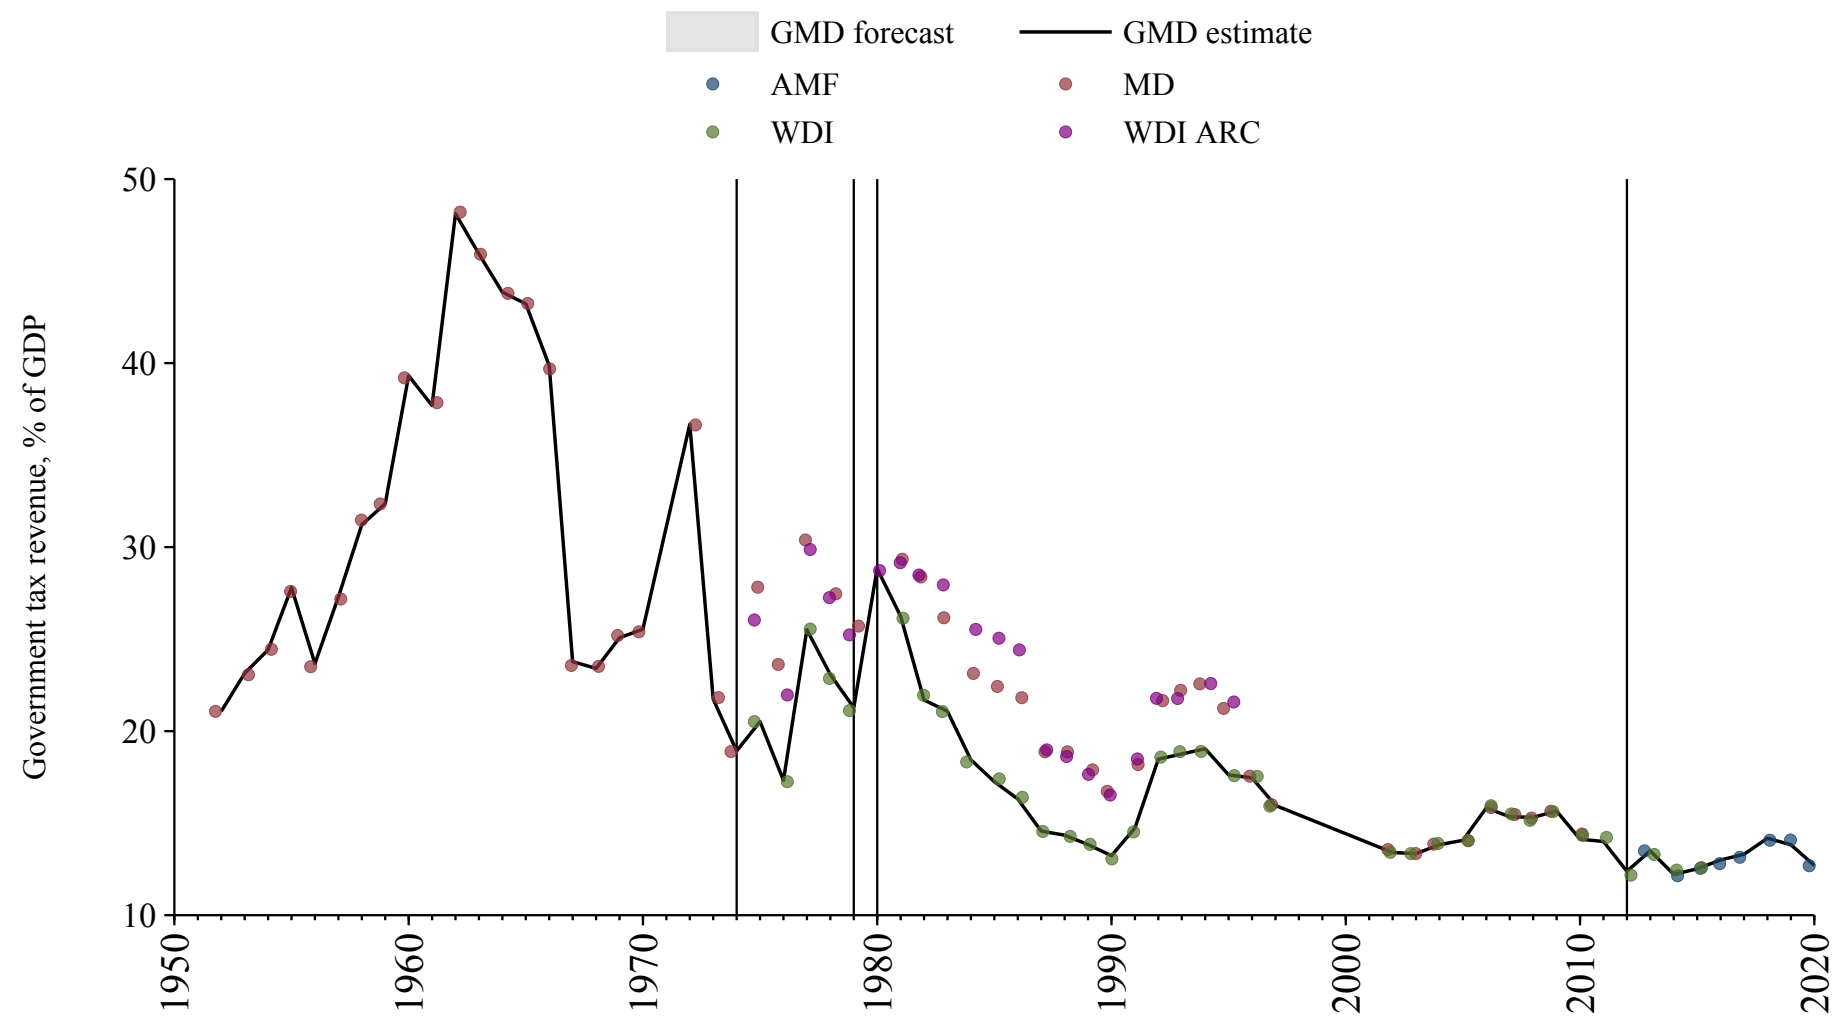 GMD forecast GMD estimate
AMF MD
WDI WDI ARC
Government tax revenue, % of GDP
50
40
30
20
10
1950 1960 1970 1980 1990 2000 2010 2020